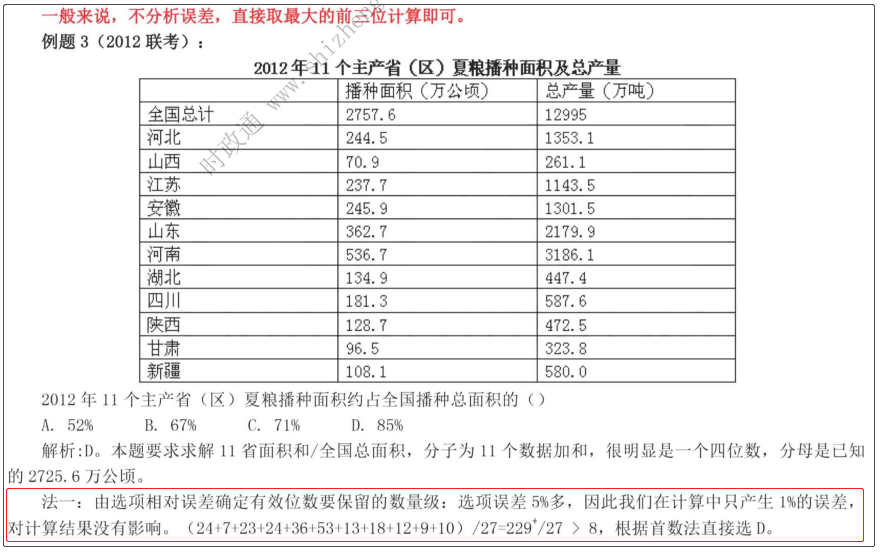 一般来说，不分析误差，直接取最大的前三位计算即可。
例题 3（2012 联考）：
2012 年 11 个主产省（区）夏粮播种面积及总产量
播种面积（万公顷） 总产量（万吨）
全国总计 2757.6 12995
河北 244.5 1353.1
山西 70.9 261.1
江苏 237.7 1143.5
安徽 245.9 1301.5
山东 362.7 2179.9
河南 536.7 3186.1
湖北 134.9 447.4
四川 181.3 587.6
陕西 128.7 472.5
甘肃 96.5 323.8
新疆 108.1 580.0
2012 年 11 个主产省（区）夏粮播种面积约占全国播种总面积的（）
A. 52% B. 67% C. 71% D. 85%
解析:D。本题要求求解 11 省面积和/全国总面积，分子为 11 个数据加和，很明显是一个四位数，分母是已知
的 2725.6 万公顷。
法一：由选项相对误差确定有效位数要保留的数量级：选项误差 5%多，因此我们在计算中只产生 1%的误差，
对计算结果没有影响。（24+7+23+24+36+53+13+18+12+9+10）/27=229⁺/27 > 8，根据首数法直接选 D。
时政通 www.shizheng